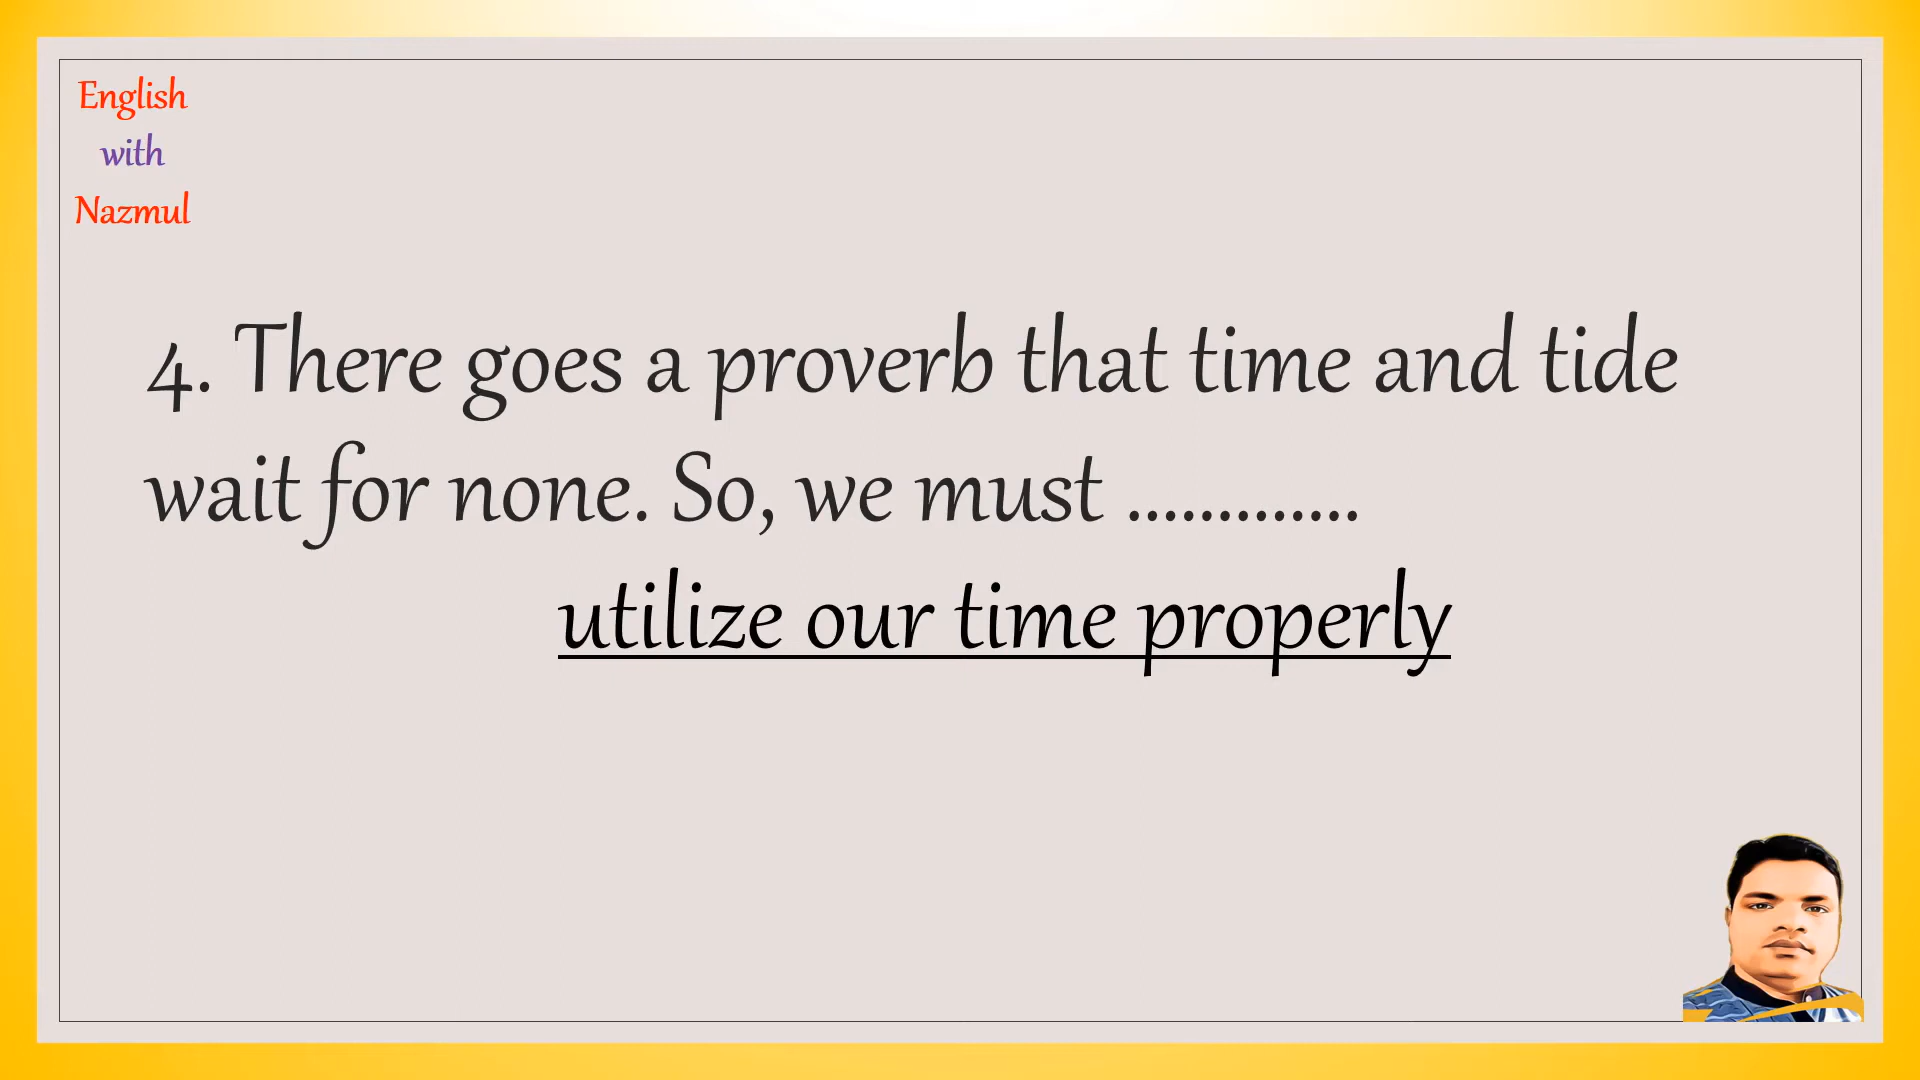 English
with
Nazmul
4. There goes a proverb that time and tide
wait for none. So, we must .............
utilize our time properly